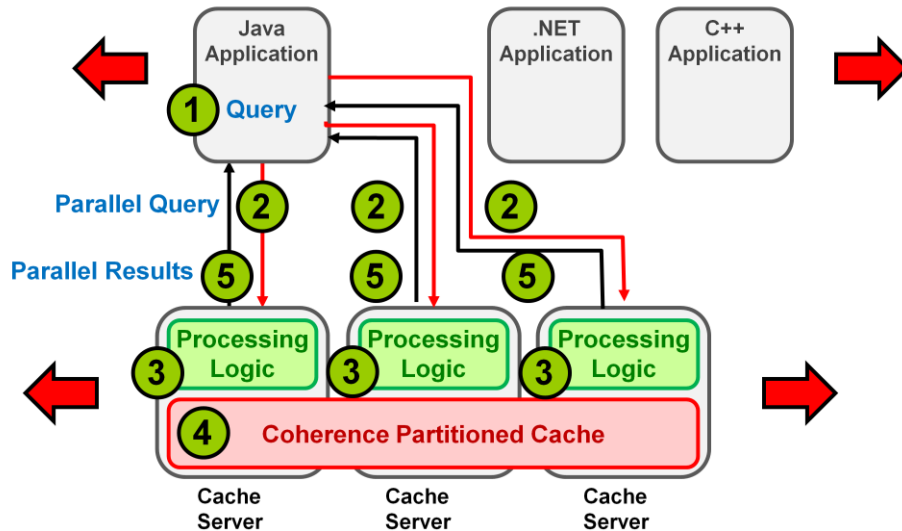 Java
Application
.NET
Application
C++
Application
1
Query
Parallel Query
2
2
2
Parallel Results
5
5
5
Processing
Logic
Processing
Logic
Processing
Logic
3
3
3
4
Coherence Partitioned Cache
Cache
Server
Cache
Server
Cache
Server